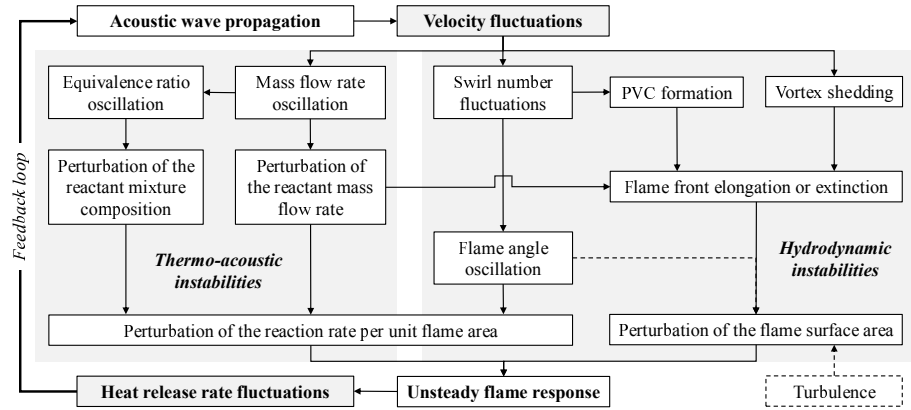 Acoustic wave propagation
Velocity fluctuations
Equivalence ratio
oscillation
Mass flow rate
oscillation
Swirl number
fluctuations
PVC formation
Vortex shedding
Perturbation of the
reactant mixture
composition
Perturbation of
the reactant mass
flow rate
Flame front elongation or extinction
Feedback loop
Thermo-acoustic
instabilities
Flame angle
oscillation
Hydrodynamic
instabilities
Perturbation of the reaction rate per unit flame area
Perturbation of the flame surface area
Heat release rate fluctuations
Unsteady flame response
Turbulence